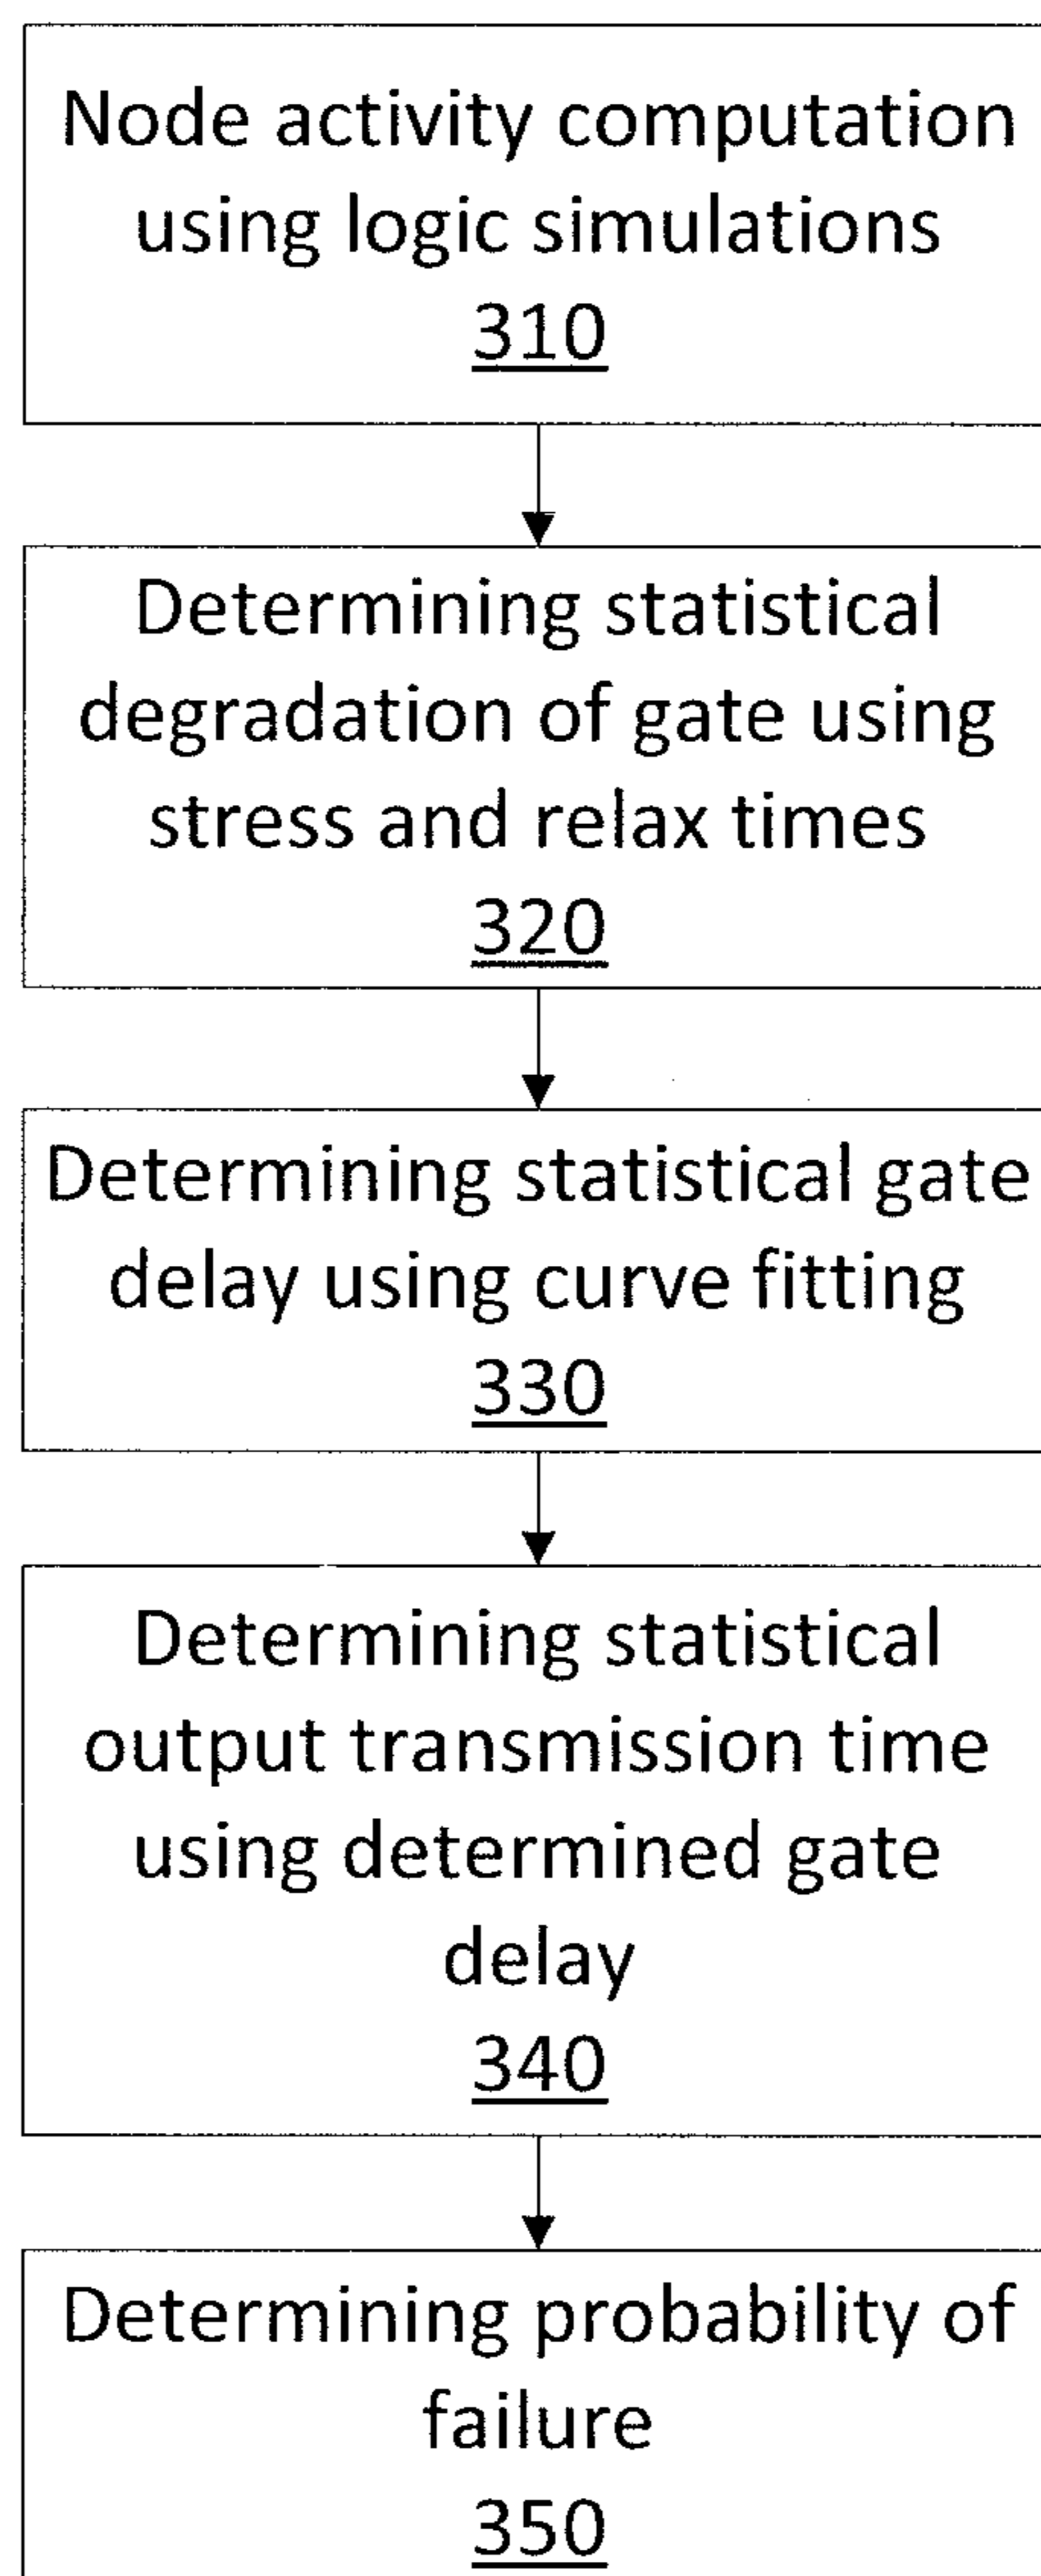 Node activity computation
using logic simulations
310
Determining statistical
degradation of gate using
stress and relax times
320
Determining statistical gate
delay using curve fitting
330
Determining statistical
output transmission time
using determined gate
delay
340
Determining probability of
failure
350